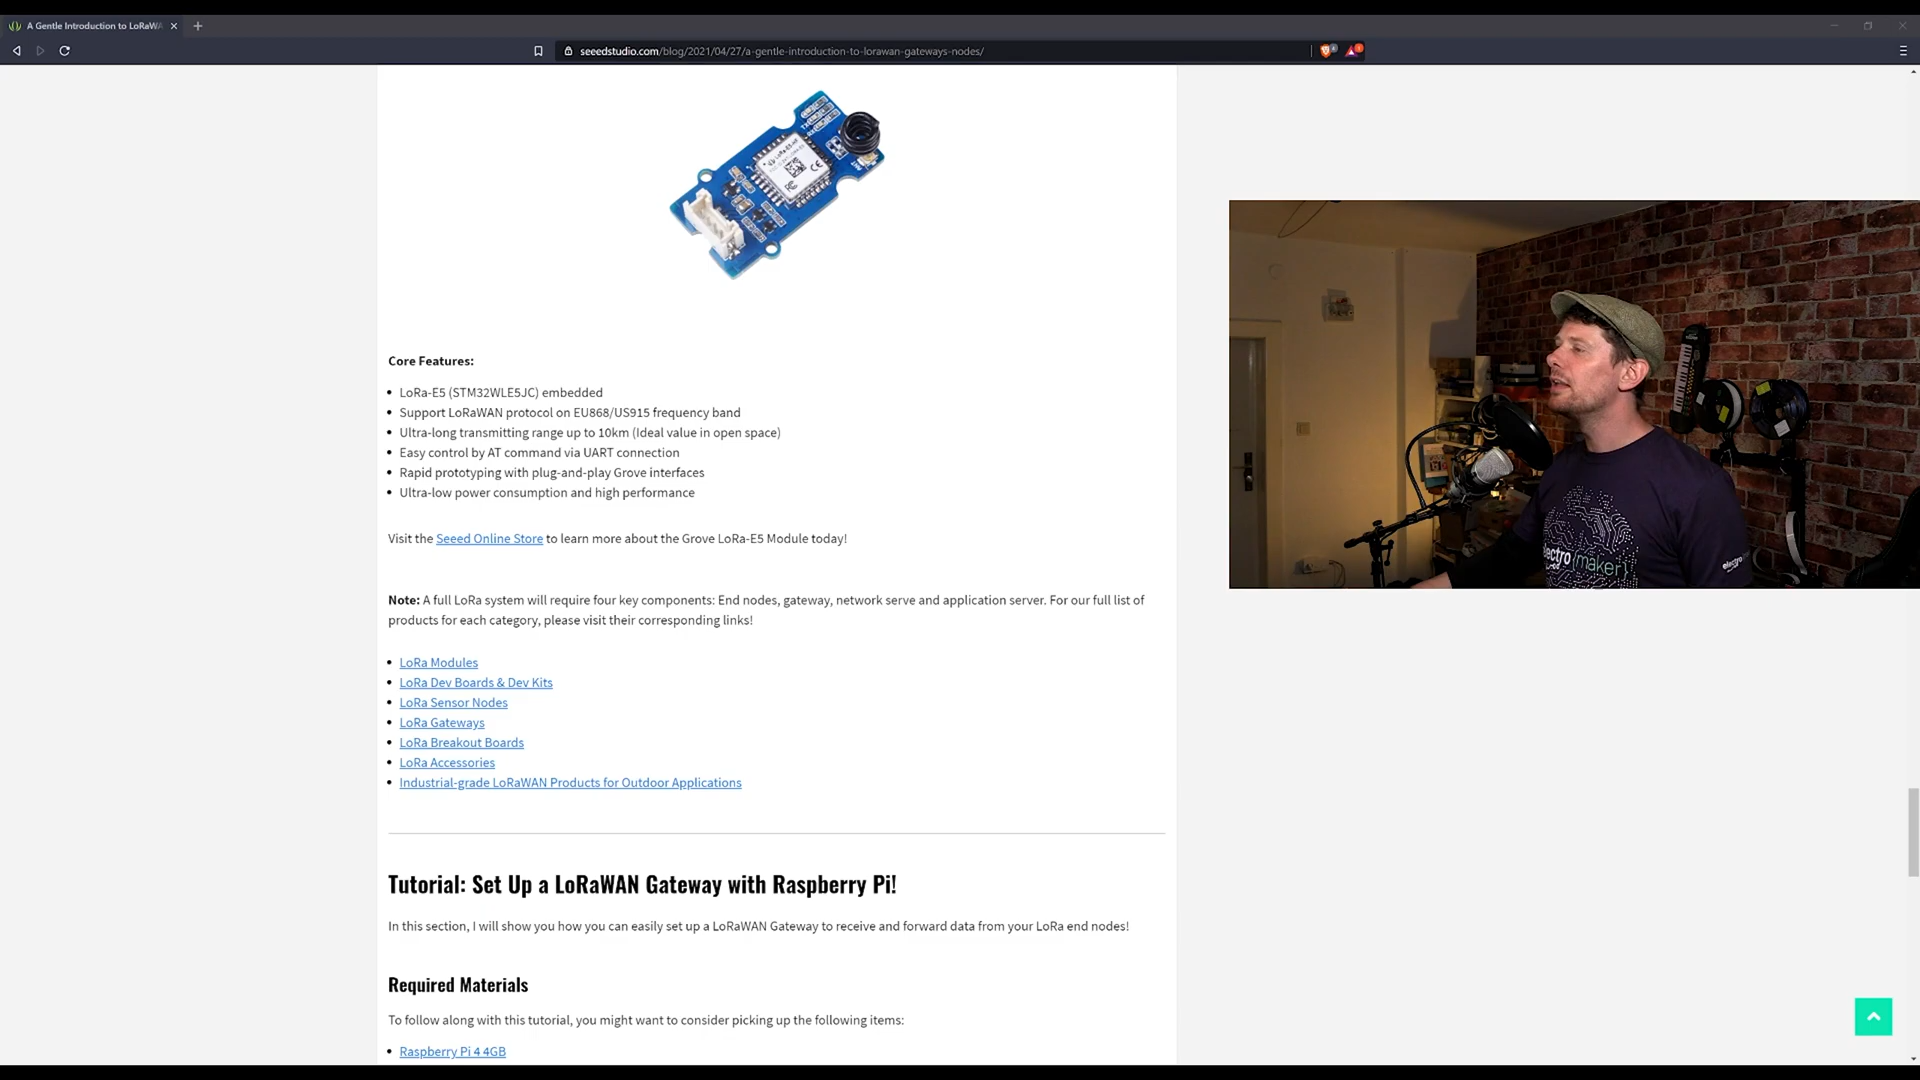 A Gentle Introduction to LoRaWA
seeedstudio.com/blog/2021/04/27/a-gentle-introduction-to-lorawan-gateways-nodes/
Core Features:
LoRa-E5 (STM32WLE5JC) embedded
Support LoRaWAN protocol on EU868/US915 frequency band
Ultra-long transmitting range up to 10km (Ideal value in open space)
Easy control by AT command via UART connection
Rapid prototyping with plug-and-play Grove interfaces
Ultra-low power consumption and high performance
Visit the Seeed Online Store to learn more about the Grove LoRa-E5 Module today!
Note: A full LoRa system will require four key components: End nodes, gateway, network serve and application server. For our full list of
products for each category, please visit their corresponding links!
LoRa Modules
LoRa Dev Boards & Dev Kits
LoRa Sensor Nodes
LoRa Gateways
LoRa Breakout Boards
LoRa Accessories
Industrial-grade LoRaWAN Products for Outdoor Applications
Tutorial: Set Up a LoRaWAN Gateway with Raspberry Pi!
In this section, I will show you how you can easily set up a LoRaWAN Gateway to receive and forward data from your LoRa end nodes!
Required Materials
To follow along with this tutorial, you might want to consider picking up the following items:
Raspberry Pi 4 4GB
electro{maker}
electro